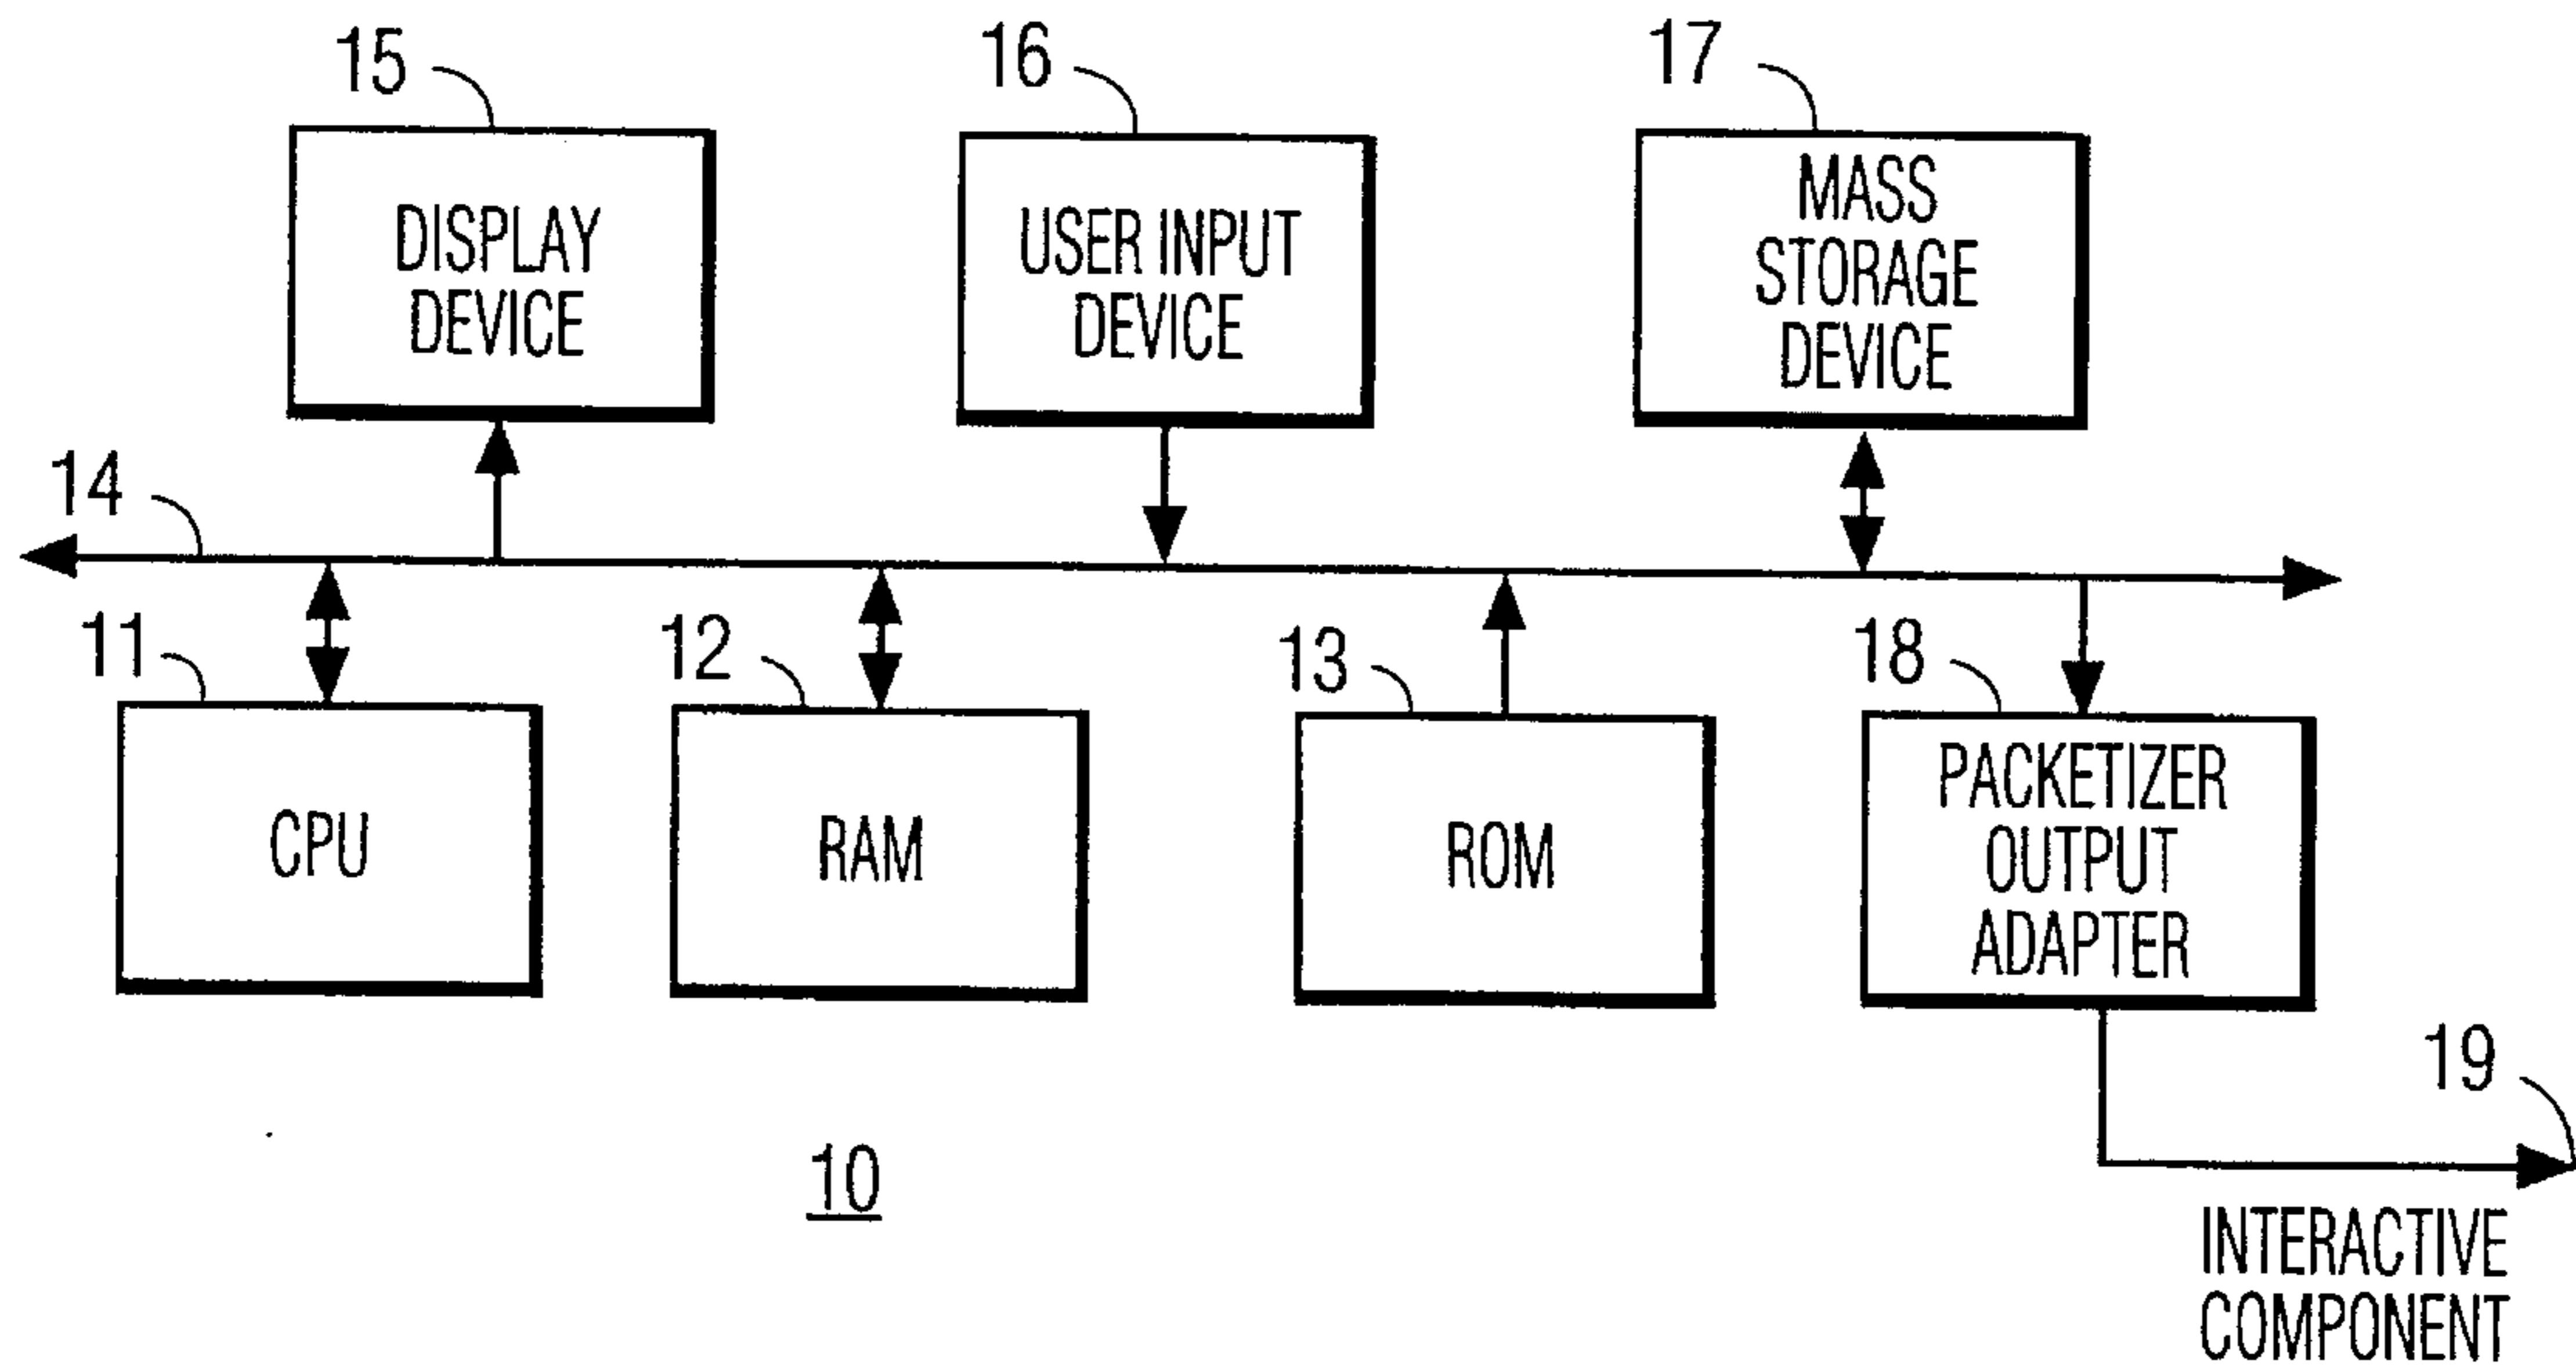 15
16
17
DISPLAY
DEVICE
USER INPUT
DEVICE
MASS
STORAGE
DEVICE
14
11
12
13
18
CPU
RAM
ROM
PACKETIZER
OUTPUT
ADAPTER
19
10
INTERACTIVE
COMPONENT